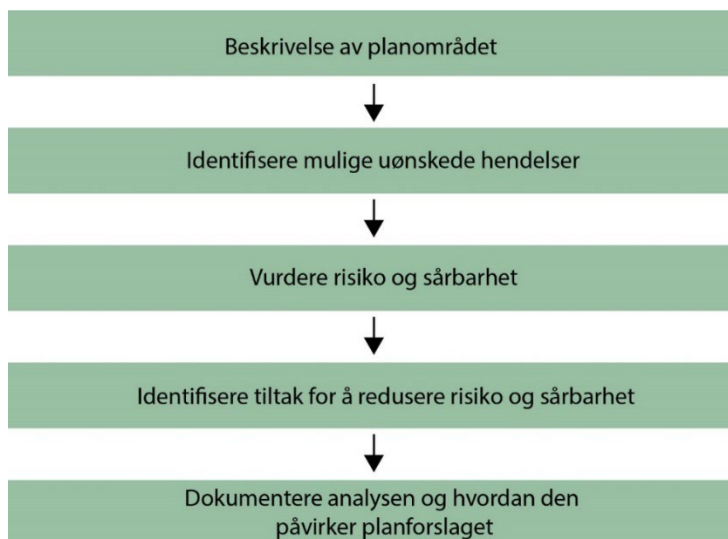 Beskrivelse av planområdet
Identifisere mulige uønskede hendelser
Vurdere risiko og sårbarhet
Identifisere tiltak for å redusere risiko og sårbarhet
Dokumentere analysen og hvordan den
påvirker planforslaget